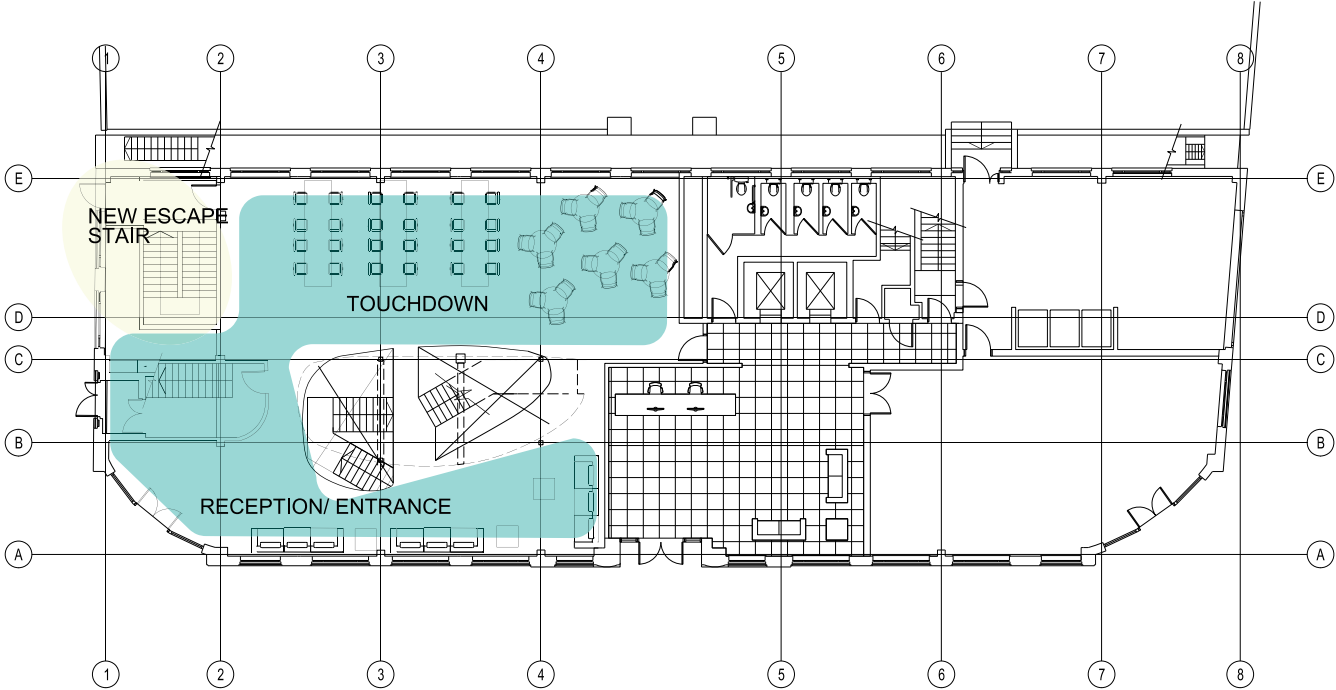 1 2 3 4 5 6 7 8
E E
NEW ESCAPE
STAIR
TOUCHDOWN
D D
C C
B B
RECEPTION/ ENTRANCE
A A
1 2 3 4 5 6 7 8